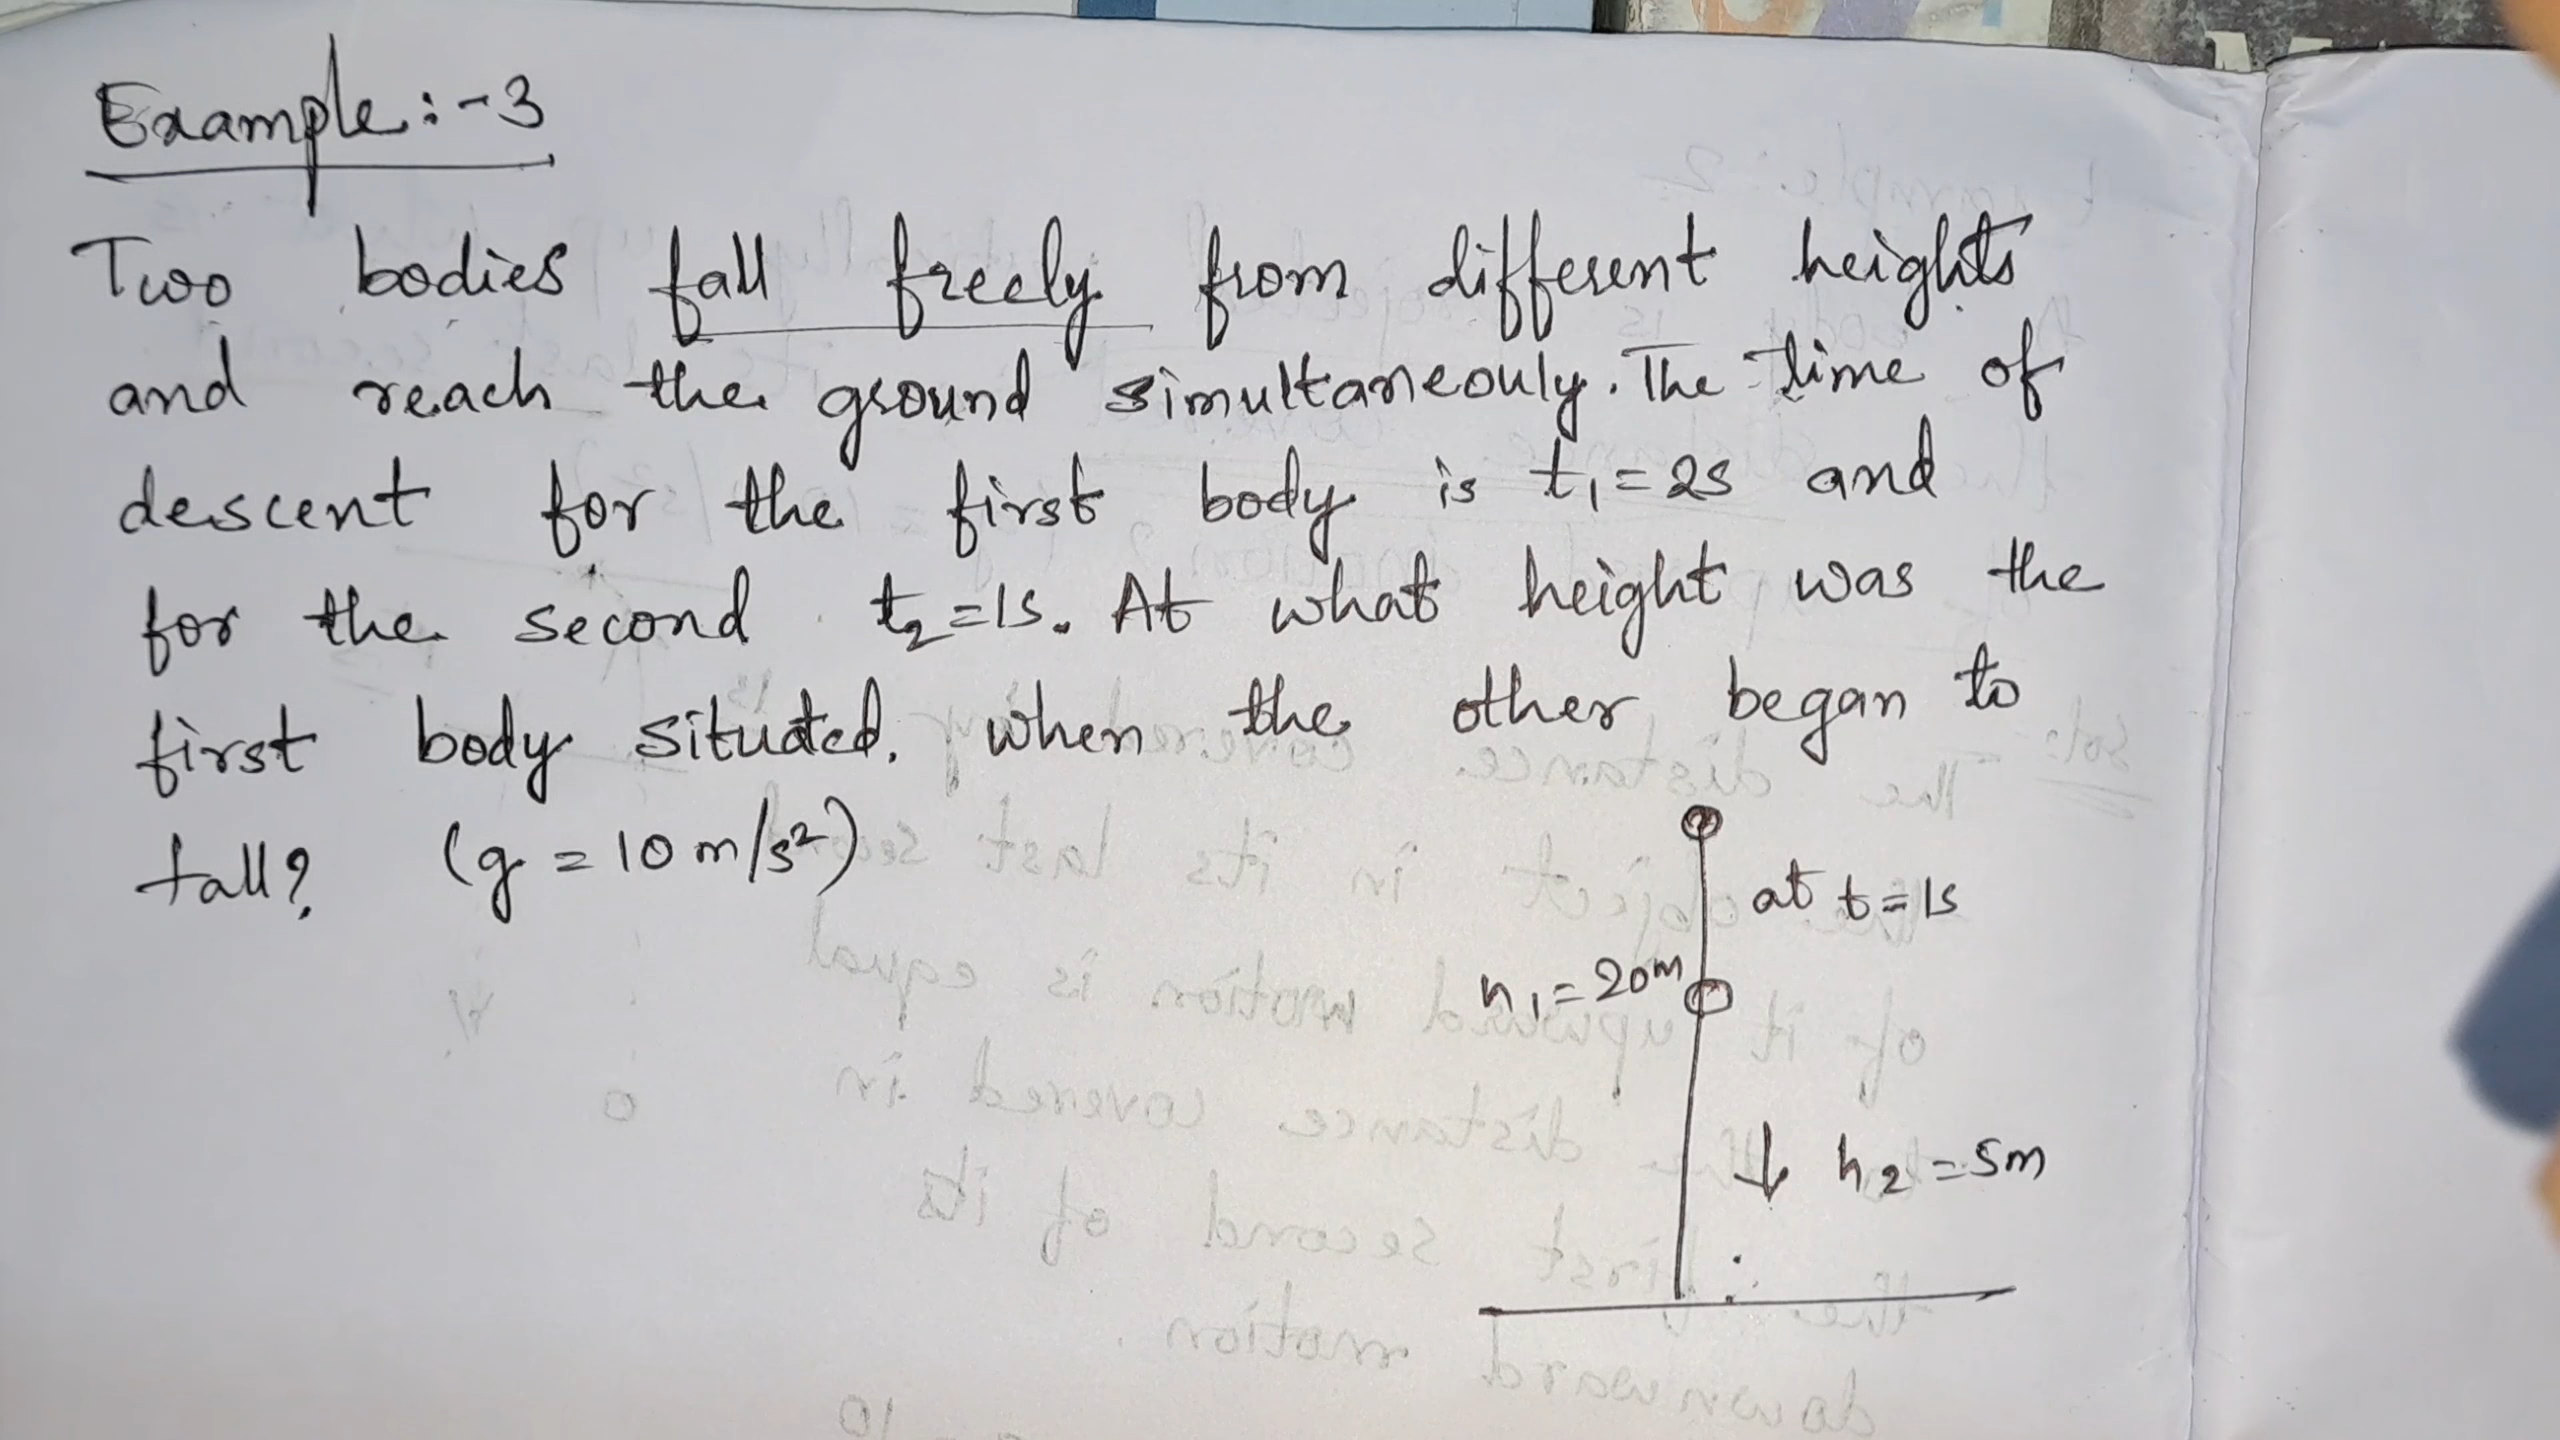 Example:-3
Two bodies fall freely from different heights
and reach the ground simultaneouly. The time of
descent for the first body is t₁=2s and
for the second t₂=1s. At what height was the
first body situated, when the other began to
fall? (g = 10 m/s²)
at t=1s
h₁=20m
↓ h₂=5m